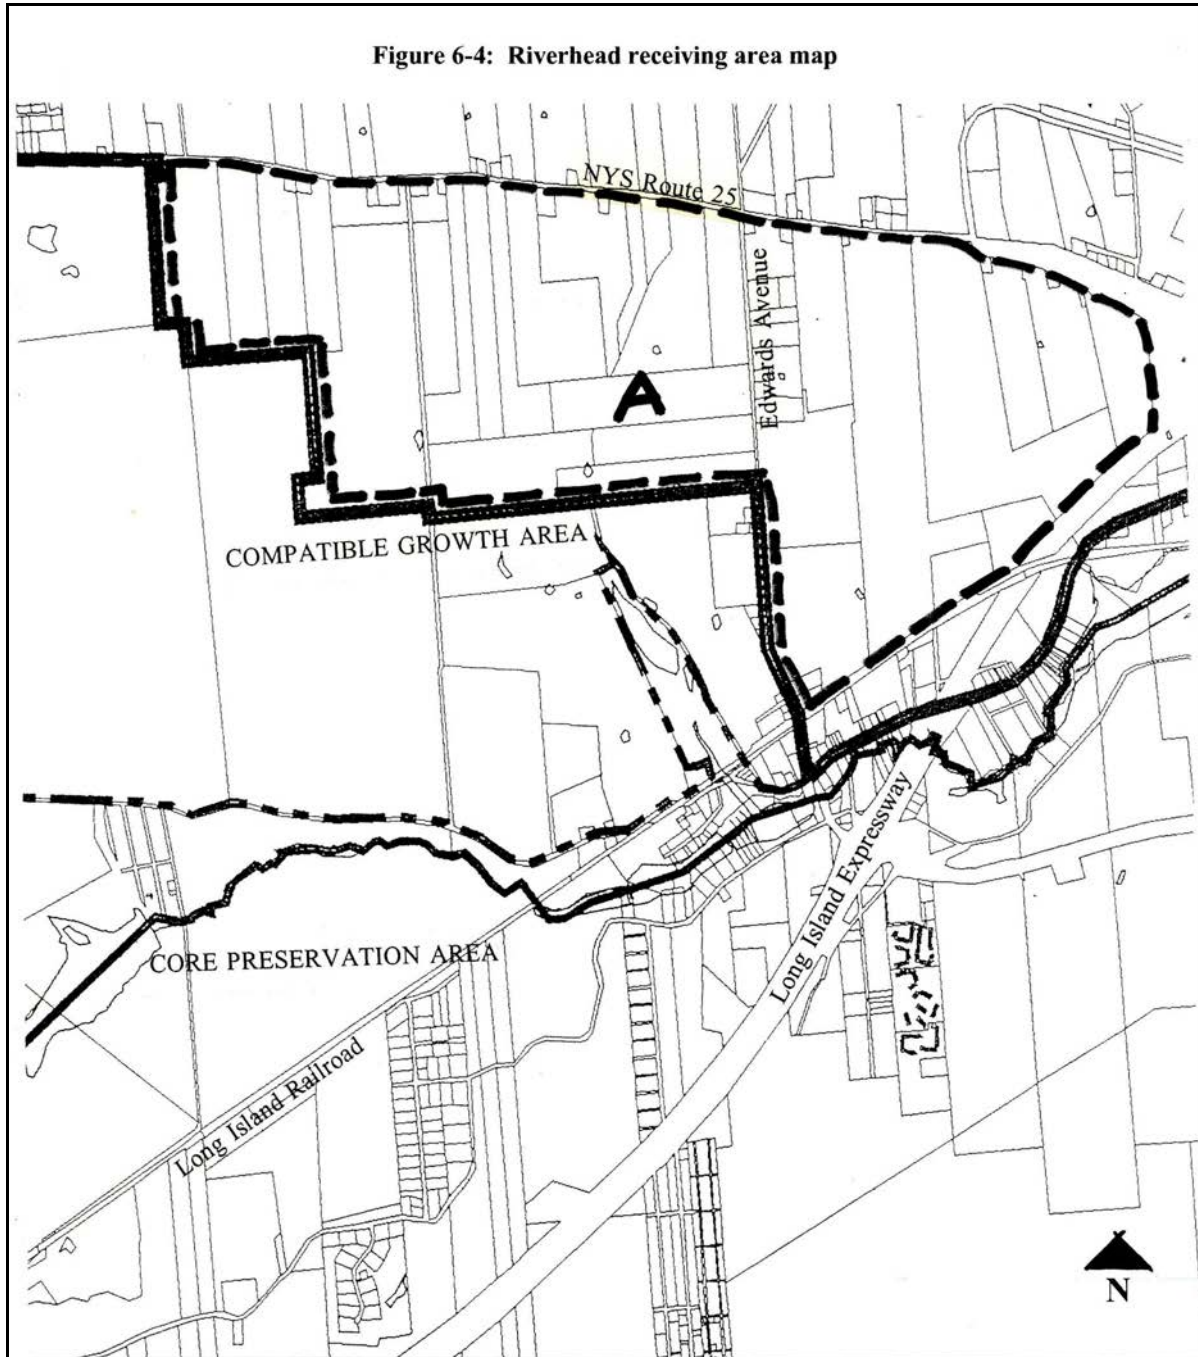 Figure 6-4: Riverhead receiving area map
NYS Route 25
Edwards Avenue
A
COMPATIBLE GROWTH AREA
Long Island Expressway
CORE PRESERVATION AREA
Long Island Railroad
N